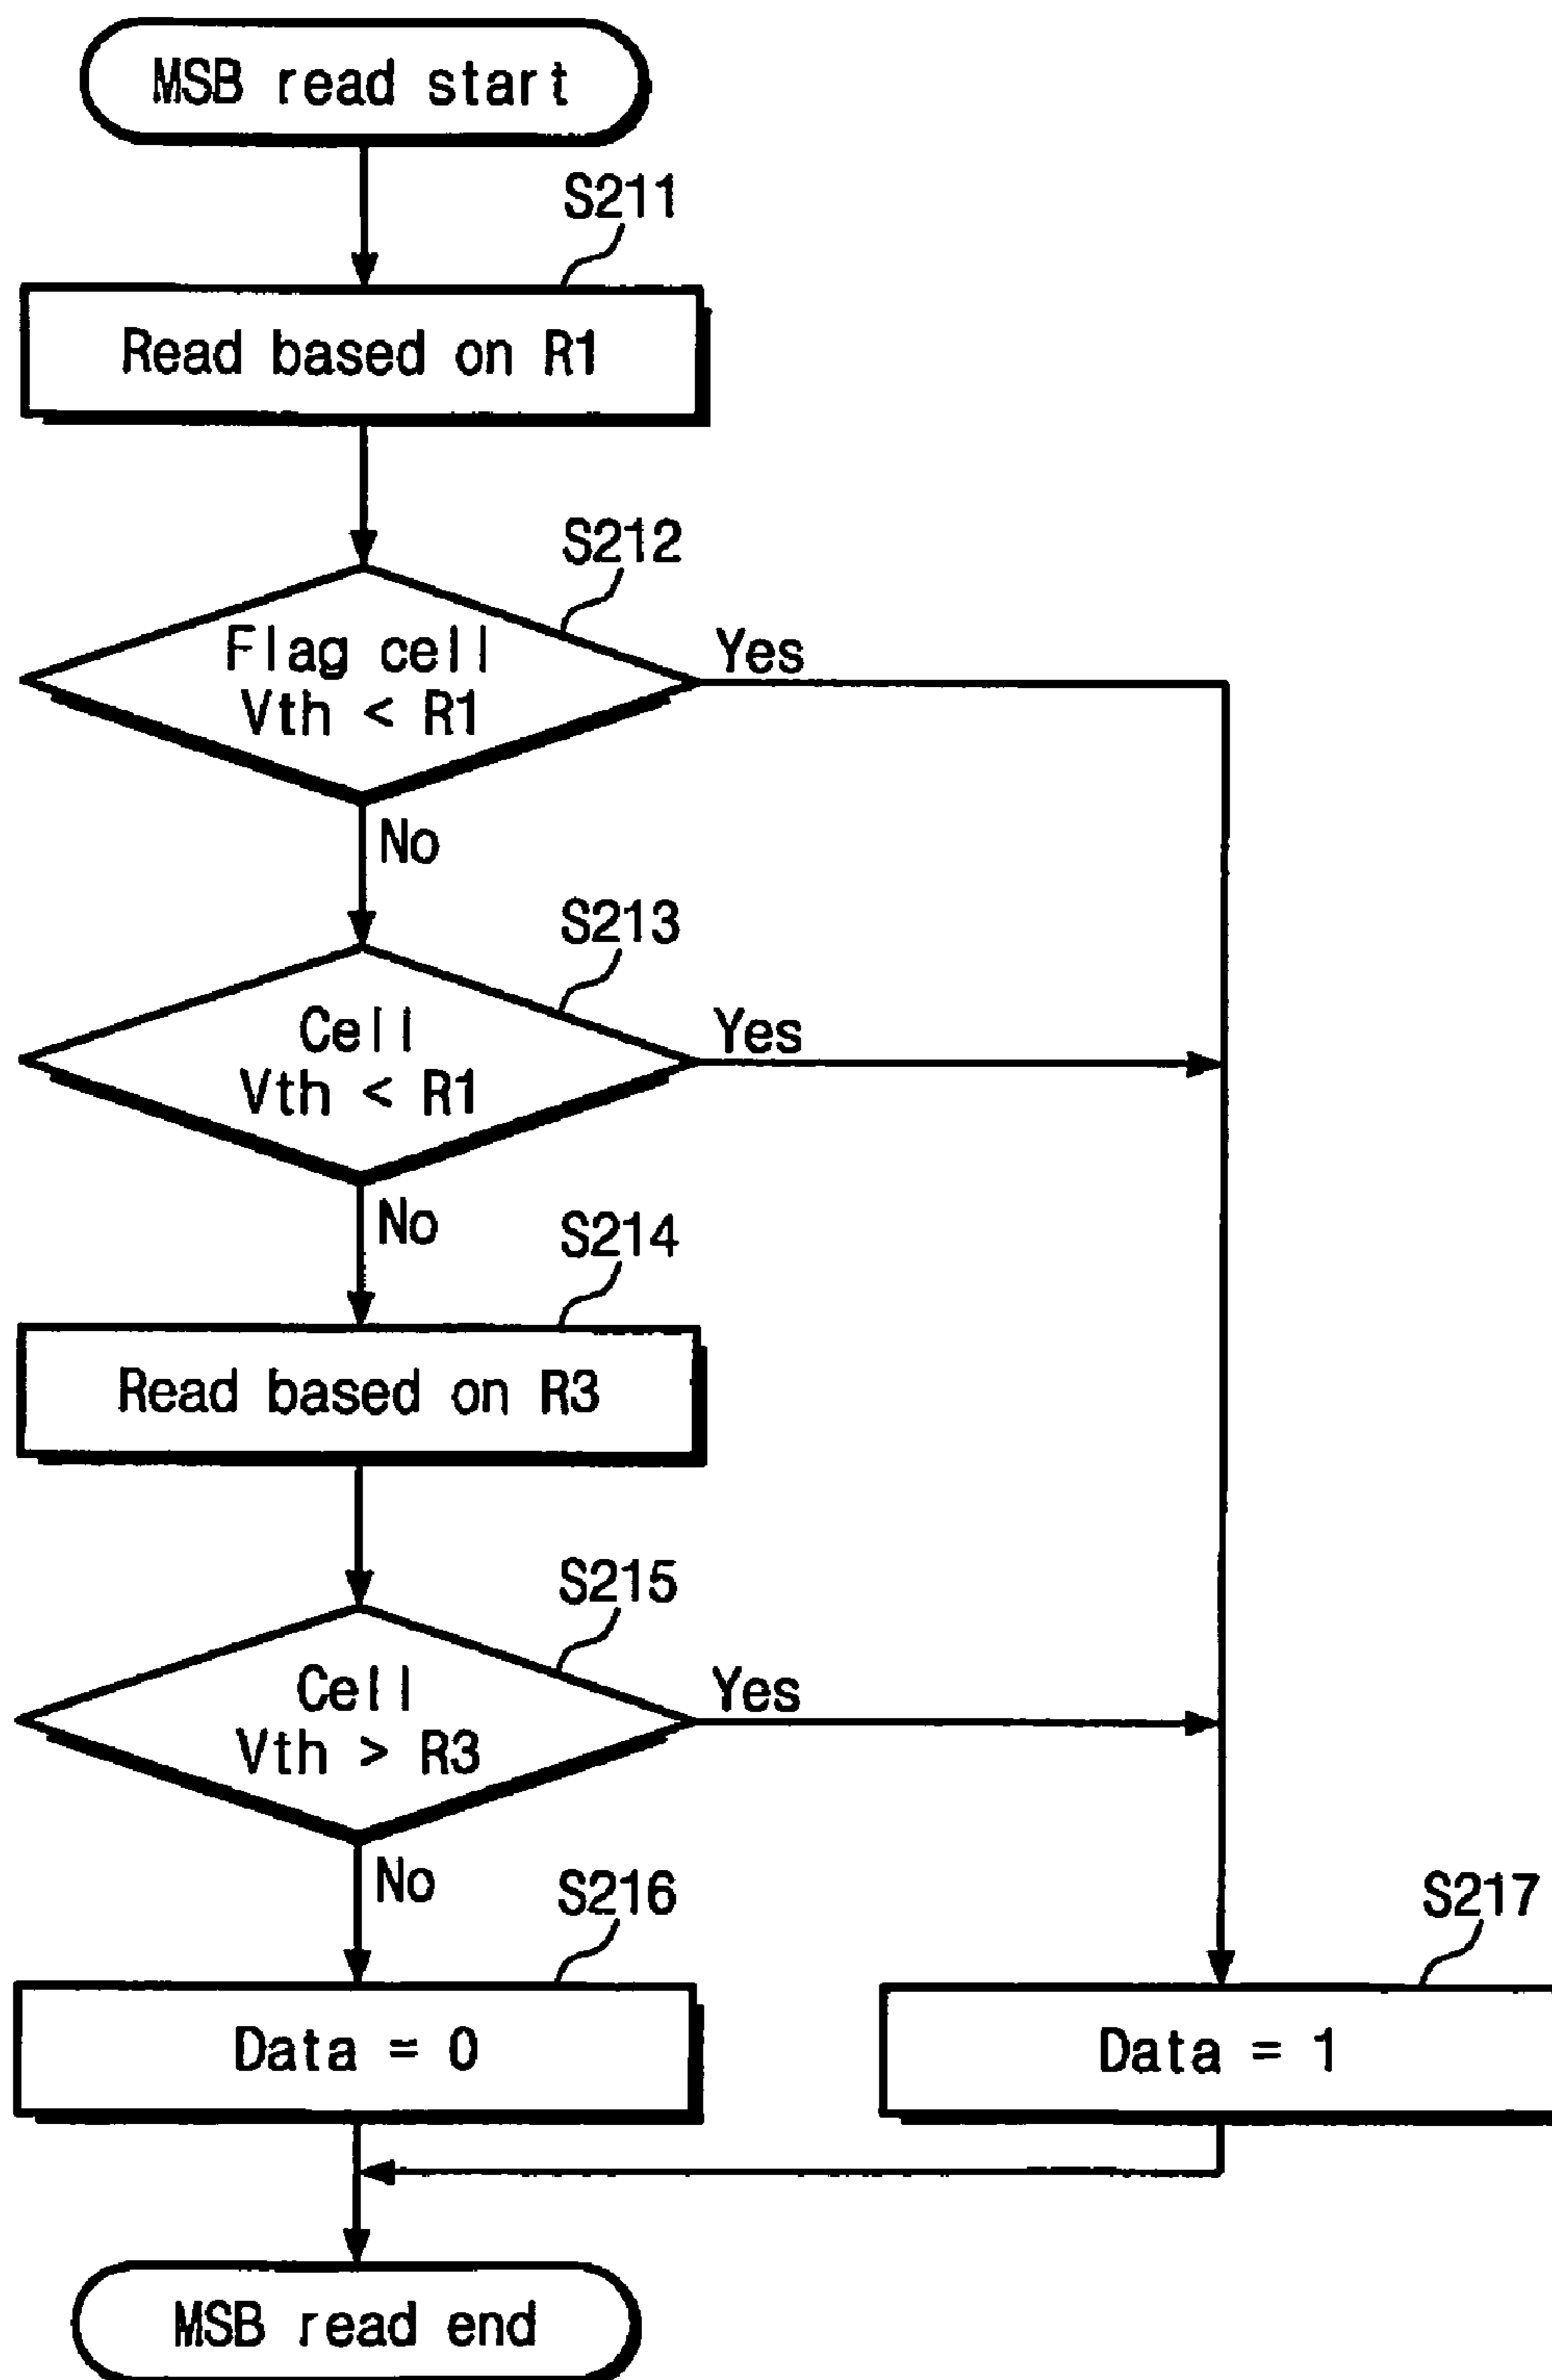 MSB read start
S211
Read based on R1
S212
Flag cell
Vth < R1
Yes
No
S213
Cell
Vth < R1
Yes
No
S214
Read based on R3
S215
Cell
Vth > R3
Yes
No
S216
S217
Data = 0
Data = 1
MSB read end